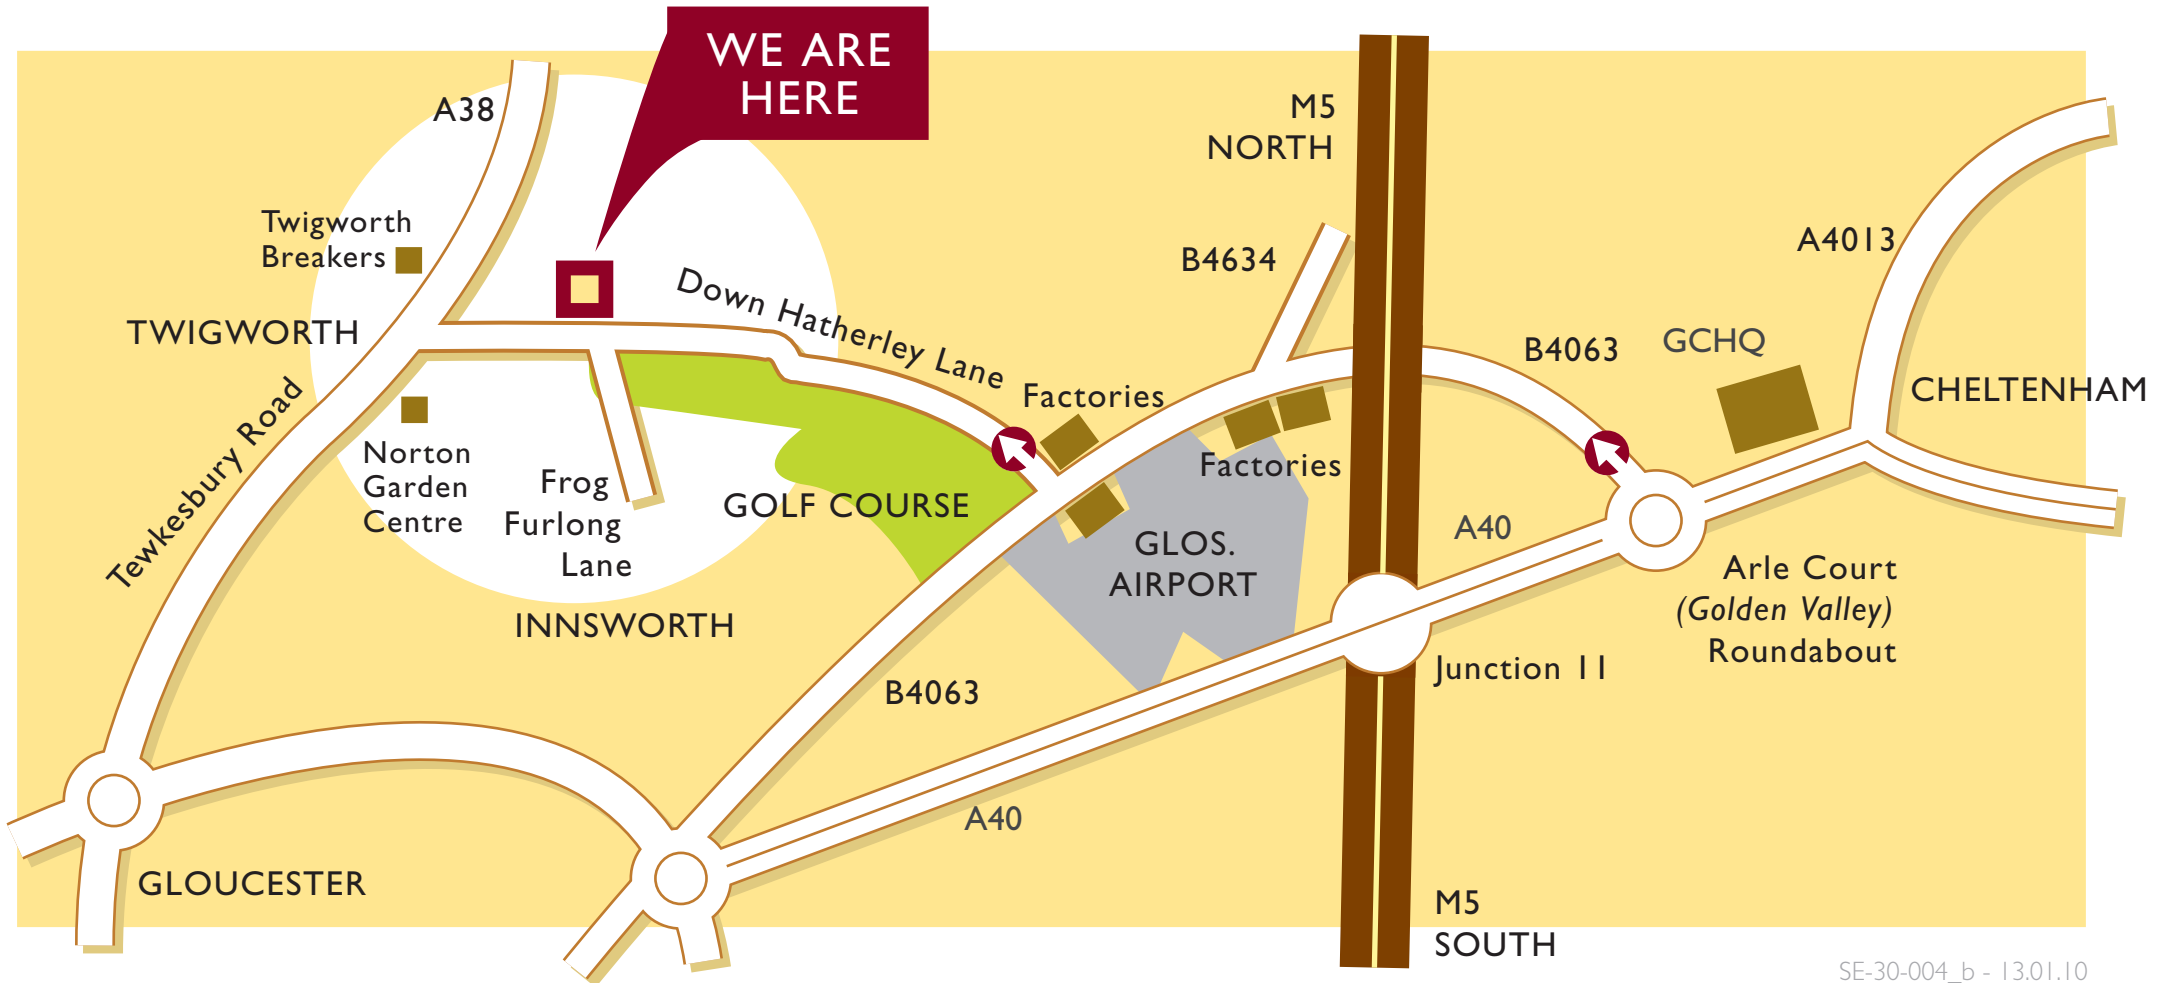 WE ARE
HERE
A38
M5
NORTH
Twigworth
Breakers
TWIGWORTH
Down Hatherley Lane
B4634
A4013
B4063
GCHQ
CHELTENHAM
Tewkesbury Road
Factories
Norton
Garden
Centre
Frog
Furlong
Lane
GOLF COURSE
Factories
GLOS.
AIRPORT
A40
Arle Court
(Golden Valley)
Roundabout
INNSWORTH
Junction 11
B4063
A40
GLOUCESTER
M5
SOUTH
SE-30-004_b - 13.01.10